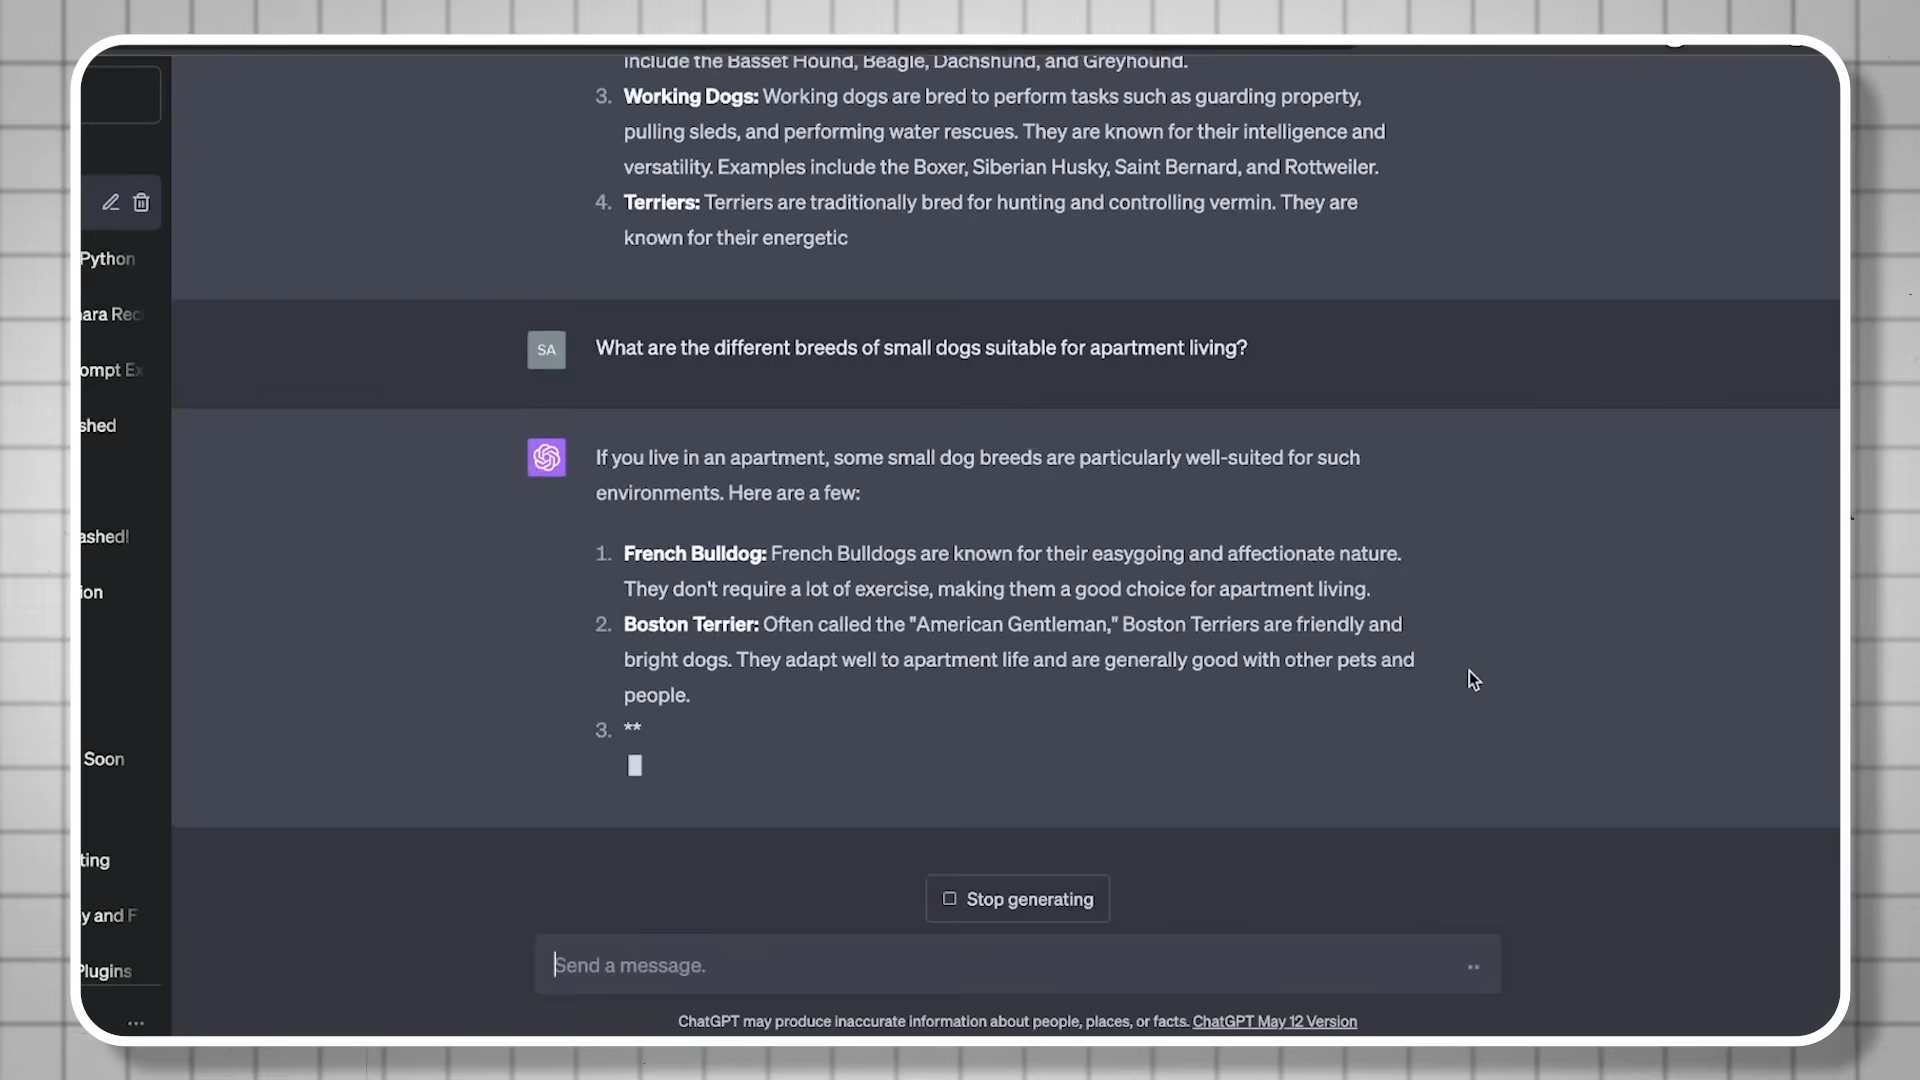 include the Basset Hound, Beagle, Dachshund, and Greyhound.
3. Working Dogs: Working dogs are bred to perform tasks such as guarding property,
pulling sleds, and performing water rescues. They are known for their intelligence and
versatility. Examples include the Boxer, Siberian Husky, Saint Bernard, and Rottweiler.
4. Terriers: Terriers are traditionally bred for hunting and controlling vermin. They are
known for their energetic
Python
ara Rec
ompt Ex
shed
ashed!
ion
Soon
ting
y and F
Plugins
...
SA
What are the different breeds of small dogs suitable for apartment living?
If you live in an apartment, some small dog breeds are particularly well-suited for such
environments. Here are a few:
1. French Bulldog: French Bulldogs are known for their easygoing and affectionate nature.
They don't require a lot of exercise, making them a good choice for apartment living.
2. Boston Terrier: Often called the "American Gentleman," Boston Terriers are friendly and
bright dogs. They adapt well to apartment life and are generally good with other pets and
people.
3. **
Stop generating
Send a message.
ChatGPT may produce inaccurate information about people, places, or facts. ChatGPT May 12 Version